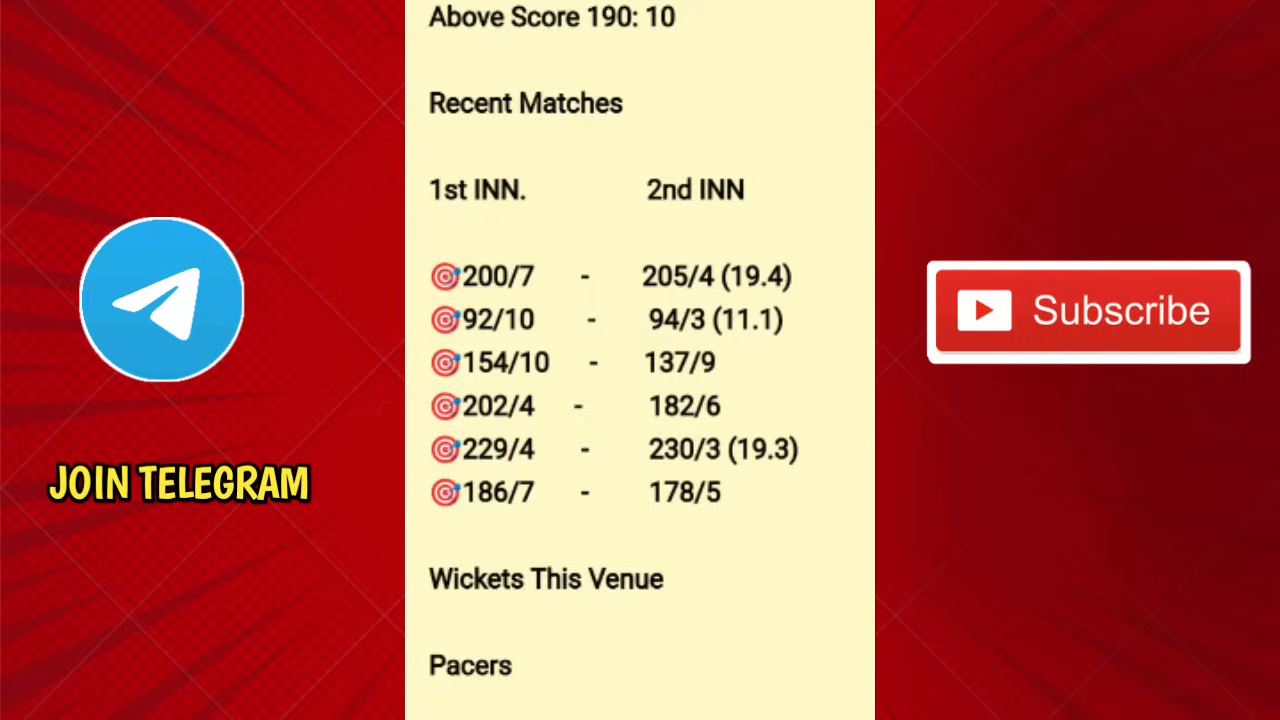 Above Score 190: 10
Recent Matches
1st INN. 2nd INN
🎯200/7 - 205/4 (19.4)
🎯92/10 - 94/3 (11.1)
🎯154/10 - 137/9
🎯202/4 - 182/6
🎯229/4 - 230/3 (19.3)
🎯186/7 - 178/5
Wickets This Venue
Pacers
JOIN TELEGRAM
Subscribe